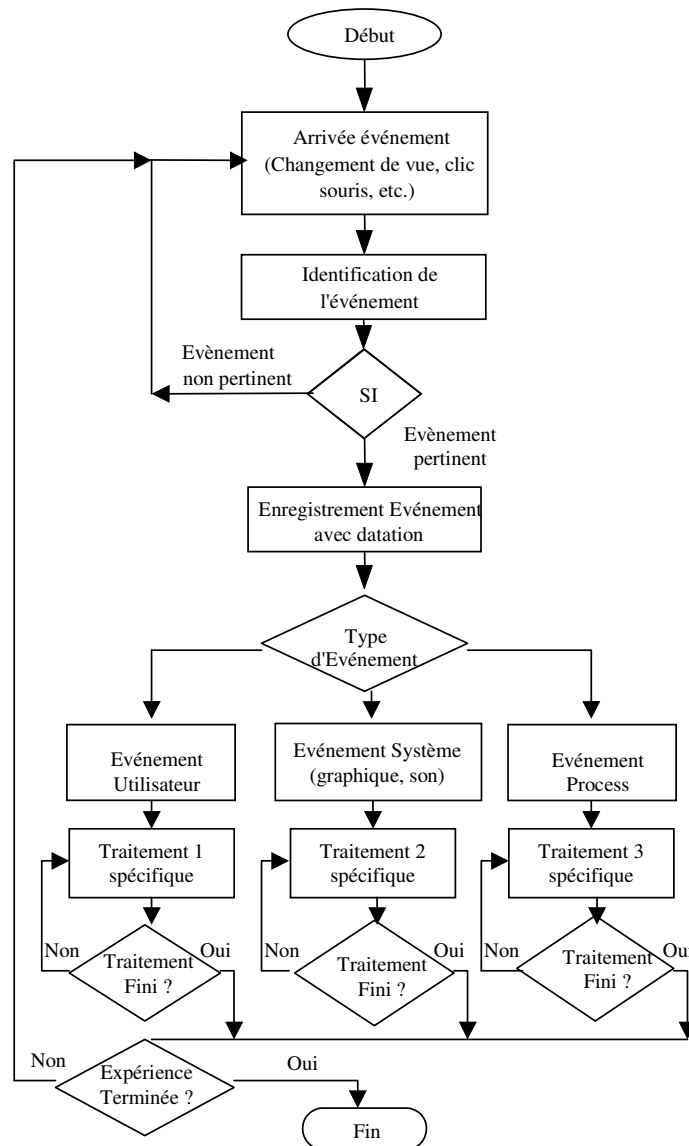 Début
Arrivée événement
(Changement de vue, clic
souris, etc.)
Identification de
l'événement
Evènement
non pertinent
SI
Evènement
pertinent
Enregistrement Evénement
avec datation
Type
d'Evénement
Evénement
Utilisateur
Evénement Système
(graphique, son)
Evénement
Process
Traitement 1
spécifique
Traitement 2
spécifique
Traitement 3
spécifique
Non
Traitement
Fini ?
Oui
Non
Traitement
Fini ?
Oui
Non
Traitement
Fini ?
Oui
Non
Expérience
Terminée ?
Oui
Fin